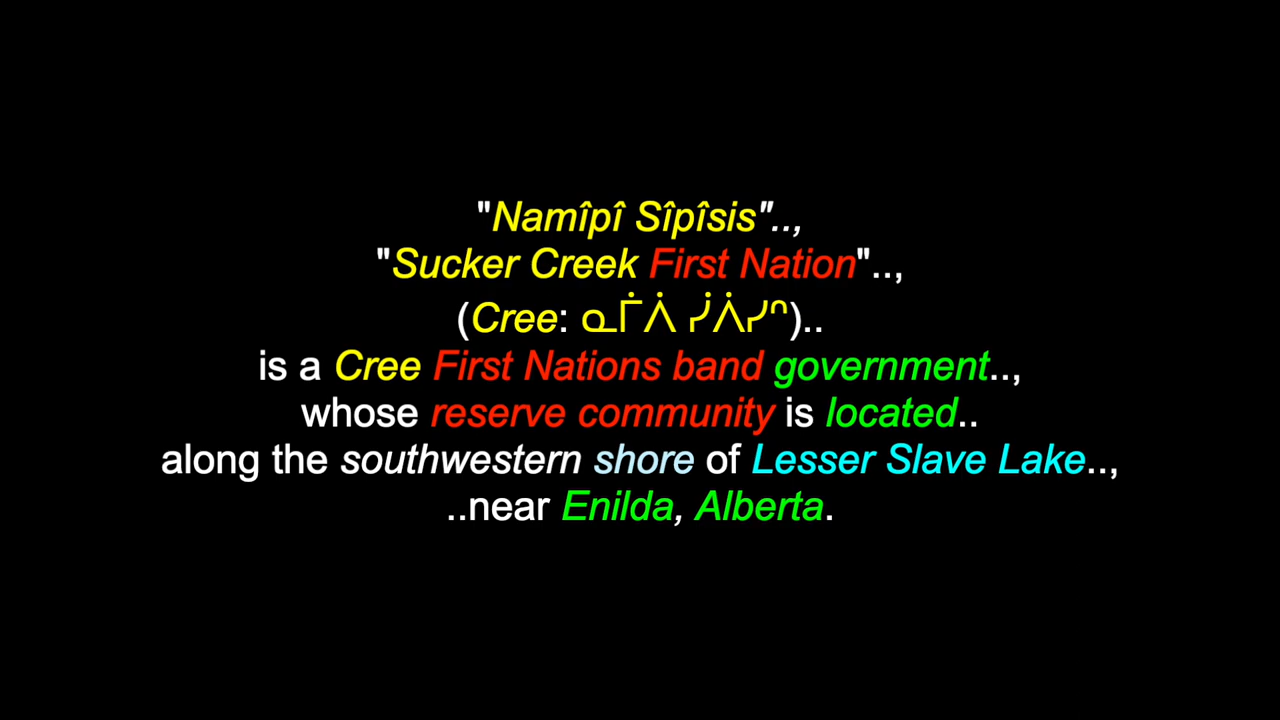 "Namîpî Sîpîsis"..,
"Sucker Creek First Nation"..,
(Cree: ᓇᒦᐲ ᓰᐲᓯᐢ)..
is a Cree First Nations band government..,
whose reserve community is located..
along the southwestern shore of Lesser Slave Lake..,
..near Enilda, Alberta.